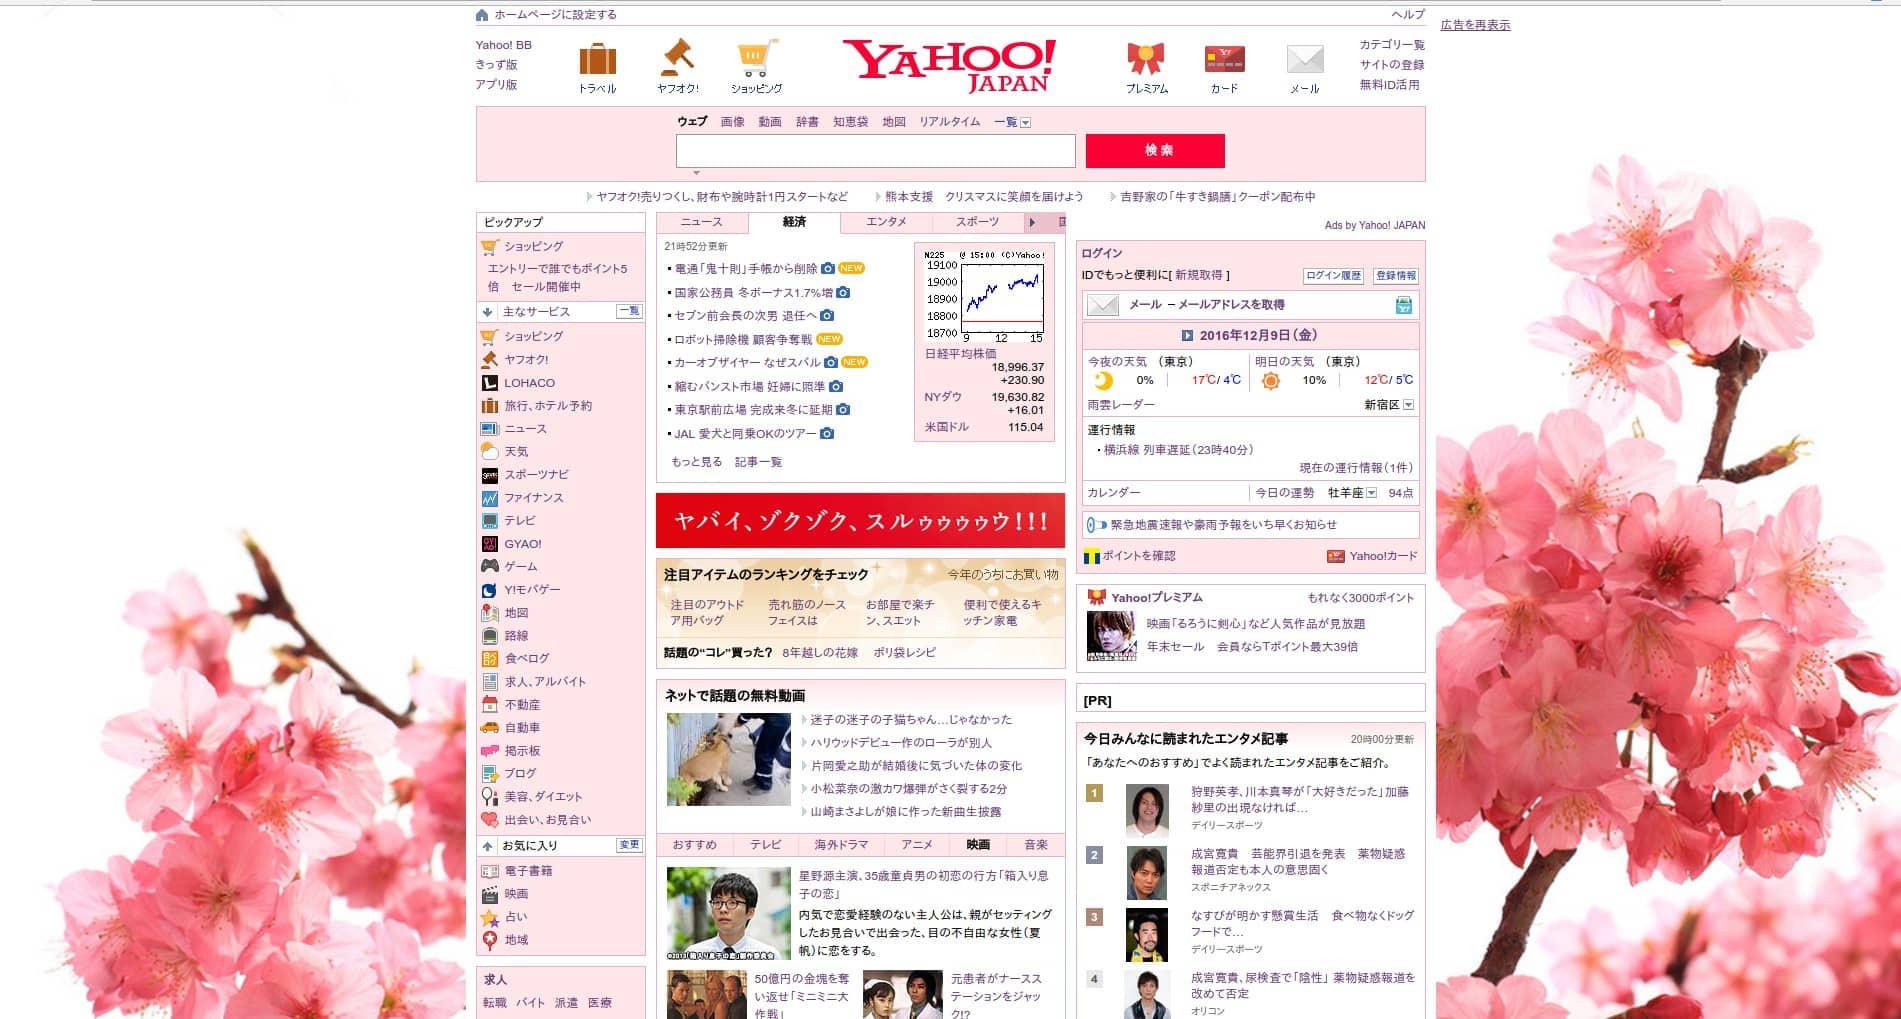 ホームページに設定する
ヘルプ
広告を再表示
Yahoo! BB
きっず版
アプリ版
トラベル
ヤフオク!
ショッピング
YAHOO!
JAPAN
プレミアム
カード
メール
カテゴリ一覧
サイトの登録
無料ID活用
ウェブ 画像 動画 辞書 知恵袋 地図 リアルタイム 一覧
検索
ヤフオク!売りつくし、財布や腕時計1円スタートなど
熊本支援 クリスマスに笑顔を届けよう
吉野家の「牛すき鍋膳」クーポン配布中
ピックアップ
ショッピング
エントリーで誰でもポイント5
倍 セール開催中
主なサービス 一覧
ショッピング
ヤフオク!
LOHACO
旅行、ホテル予約
ニュース
天気
スポーツナビ
ファイナンス
テレビ
GYAO!
ゲーム
Y!モバゲー
地図
路線
食べログ
求人、アルバイト
不動産
自動車
掲示板
ブログ
美容、ダイエット
出会い、お見合い
お気に入り 変更
電子書籍
映画
占い
地域
求人
転職 バイト 派遣 医療
ニュース 経済 エンタメ スポーツ
21時52分更新
電通「鬼十則」手帳から削除 NEW
国家公務員 冬ボーナス1.7%増
セブン前会長の次男 退任へ
ロボット掃除機 顧客争奪戦 NEW
カーオブザイヤー なぜスバル NEW
縮むパンスト市場 妊婦に照準
東京駅前広場 完成来冬に延期
JAL 愛犬と同乗OKのツアー
もっと見る 記事一覧
N225 @ 15:00 (C)Yahoo!
19100
19000
18900
18800
18700
9 12 15
日経平均株価
18,996.37
+230.90
NYダウ 19,630.82
+16.01
米国ドル 115.04
ヤバイ、ゾクゾク、スルゥゥゥゥウ!!!
注目アイテムのランキングをチェック 今年のうちにお買い物
注目のアウトド
ア用バッグ
売れ筋のノース
フェイスは
お部屋で楽チ
ン、スエット
便利で使えるキ
ッチン家電
話題の“コレ”買った? 8年越しの花嫁 ポリ袋レシピ
ネットで話題の無料動画
迷子の迷子の子猫ちゃん…じゃなかった
ハリウッドデビュー作のローラが別人
片岡愛之助が結婚後に気づいた体の変化
小松菜奈の激カワ爆弾がさく裂する2分
山崎まさよしが娘に作った新曲生披露
おすすめ テレビ 海外ドラマ アニメ 映画 音楽
星野源主演、35歳童貞男の初恋の行方「箱入り息
子の恋」
内気で恋愛経験のない主人公は、親がセッティング
したお見合いで出会った、目の不自由な女性(夏
帆)に恋をする。
©2013「箱入り息子の恋」製作委員会
50億円の金塊を奪
い返せ「ミニミニ大
作戦」
元患者がナースス
テーションをジャッ
ク!?
Ads by Yahoo! JAPAN
ログイン
IDでもっと便利に[ 新規取得 ] ログイン履歴 登録情報
メール －メールアドレスを取得
2016年12月9日(金)
今夜の天気 (東京)
0% 17℃/ 4℃
明日の天気 (東京)
10% 12℃/ 5℃
雨雲レーダー 新宿区
運行情報
・横浜線 列車遅延(23時40分)
現在の運行情報(1件)
カレンダー 今日の運勢 牡羊座 94点
緊急地震速報や豪雨予報をいち早くお知らせ
ポイントを確認 Yahoo!カード
Yahoo!プレミアム もれなく3000ポイント
映画「るろうに剣心」など人気作品が見放題
年末セール 会員ならTポイント最大39倍
[PR]
今日みんなに読まれたエンタメ記事 20時00分更新
「あなたへのおすすめ」でよく読まれたエンタメ記事をご紹介。
1
狩野英孝、川本真琴が「大好きだった」加藤
紗里の出現なければ…
デイリースポーツ
2
成宮寛貴 芸能界引退を発表 薬物疑惑
報道否定も本人の意思固く
スポニチアネックス
3
なすびが明かす懸賞生活 食べ物なくドッグ
フードで…
デイリースポーツ
4
成宮寛貴、尿検査で「陰性」 薬物疑惑報道を
改めて否定
オリコン